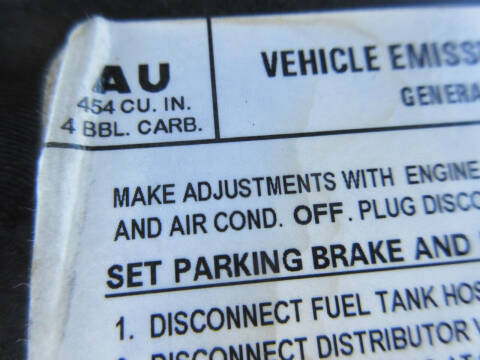 AU
454 CU. IN.
4 BBL. CARB.
VEHICLE EMISS
GENERA
MAKE ADJUSTMENTS WITH ENGINE
AND AIR COND. OFF. PLUG DISCO
SET PARKING BRAKE AND
1. DISCONNECT FUEL TANK HOS
DISCONNECT DISTRIBUTOR V